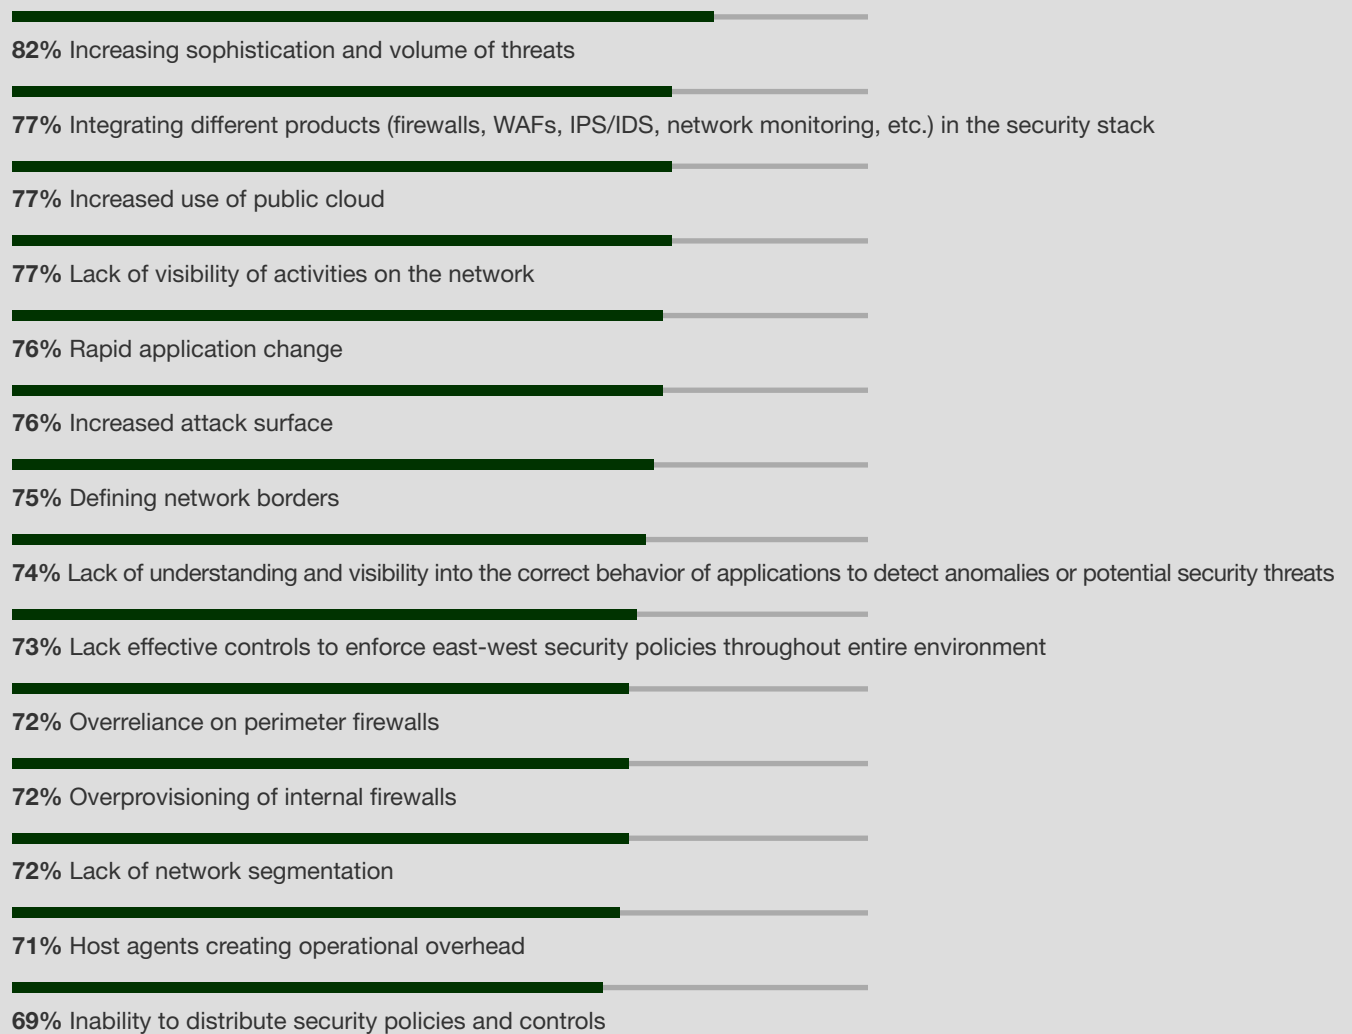 82% Increasing sophistication and volume of threats
77% Integrating different products (firewalls, WAFs, IPS/IDS, network monitoring, etc.) in the security stack
77% Increased use of public cloud
77% Lack of visibility of activities on the network
76% Rapid application change
76% Increased attack surface
75% Defining network borders
74% Lack of understanding and visibility into the correct behavior of applications to detect anomalies or potential security threats
73% Lack effective controls to enforce east-west security policies throughout entire environment
72% Overreliance on perimeter firewalls
72% Overprovisioning of internal firewalls
72% Lack of network segmentation
71% Host agents creating operational overhead
69% Inability to distribute security policies and controls